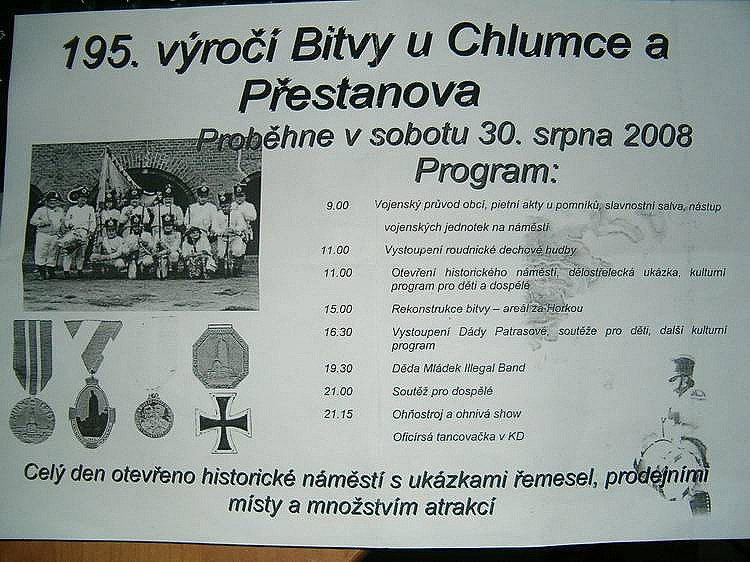 195. výročí Bitvy u Chlumce a
Přestanova
Proběhne v sobotu 30. srpna 2008
Program:
9.00 Vojenský průvod obcí, pietní akty u pomníků, slavnostní salva, nástup
vojenských jednotek na náměstí
11.00 Vystoupení roudnické dechové hudby
11.00 Otevření historického náměstí, dělostřelecká ukázka, kulturní
program pro děti a dospělé
15.00 Rekonstrukce bitvy – areál za Horkou
16.30 Vystoupení Dády Patrasové, soutěže pro děti, další kulturní
program
19.30 Děda Mládek Illegal Band
21.00 Soutěž pro dospělé
21.15 Ohňostroj a ohnivá show
Oficírsá tancovačka v KD
Celý den otevřeno historické náměstí s ukázkami řemesel, prodejními
místy a množstvím atrakcí